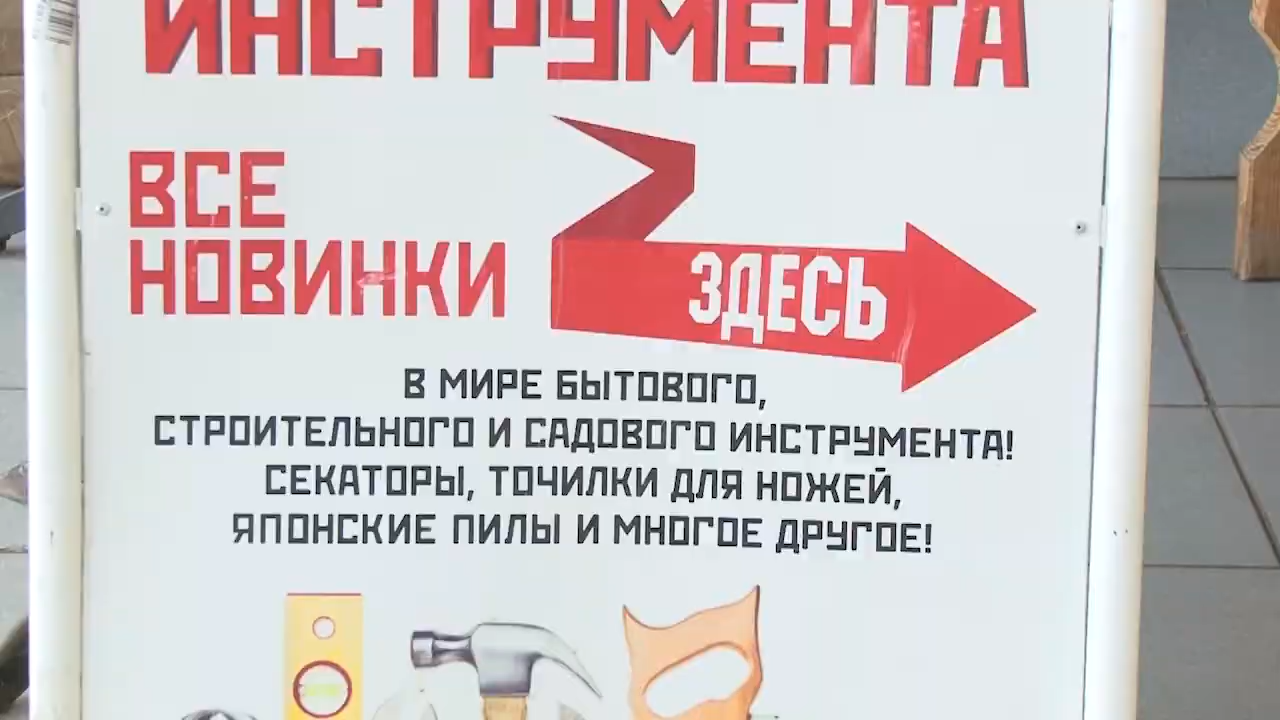 ИНСТРУМЕНТА
ВСЕ
НОВИНКИ
ЗДЕСЬ
В МИРЕ БЫТОВОГО,
СТРОИТЕЛЬНОГО И САДОВОГО ИНСТРУМЕНТА!
СЕКАТОРЫ, ТОЧИЛКИ ДЛЯ НОЖЕЙ,
ЯПОНСКИЕ ПИЛЫ И МНОГОЕ ДРУГОЕ!